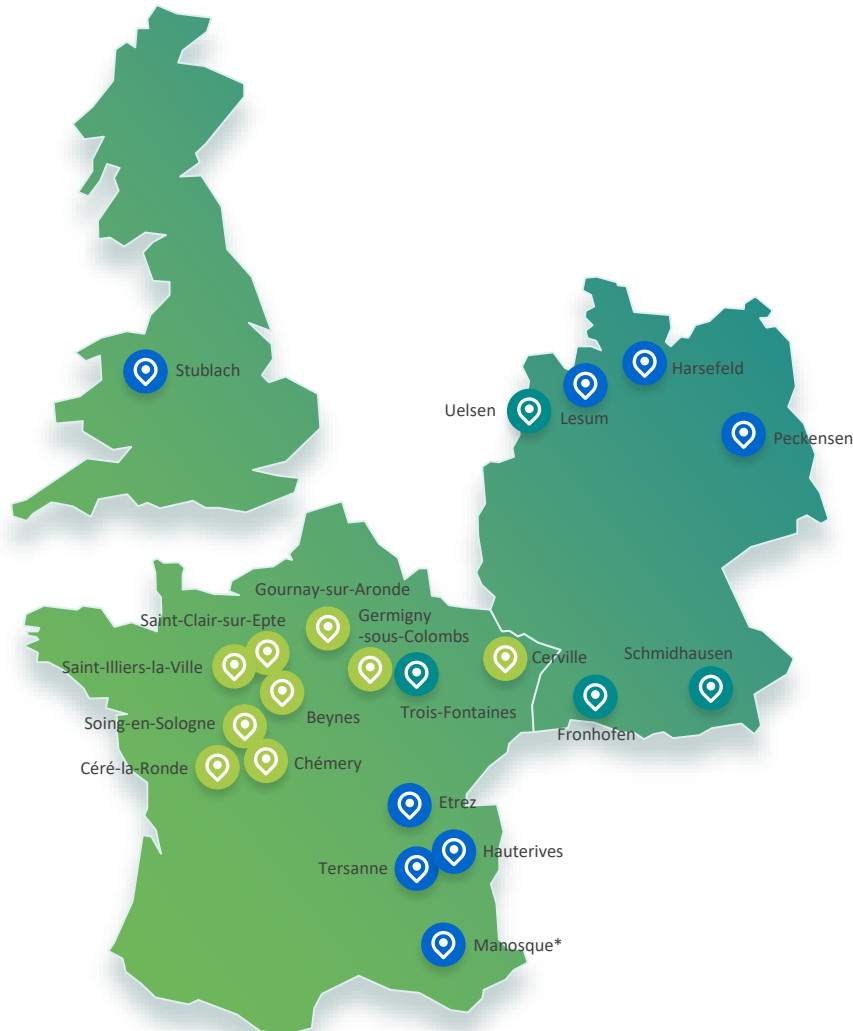 Stublach
Harsefeld
Uelsen
Lesum
Peckensen
Gournay-sur-Aronde
Saint-Clair-sur-Epte
Germigny
-sous-Colombs
Saint-Illiers-la-Ville
Cerville
Schmidhausen
Trois-Fontaines
Beynes
Soing-en-Sologne
Fronhofen
Céré-la-Ronde
Chémery
Etrez
Hauterives
Tersanne
Manosque*